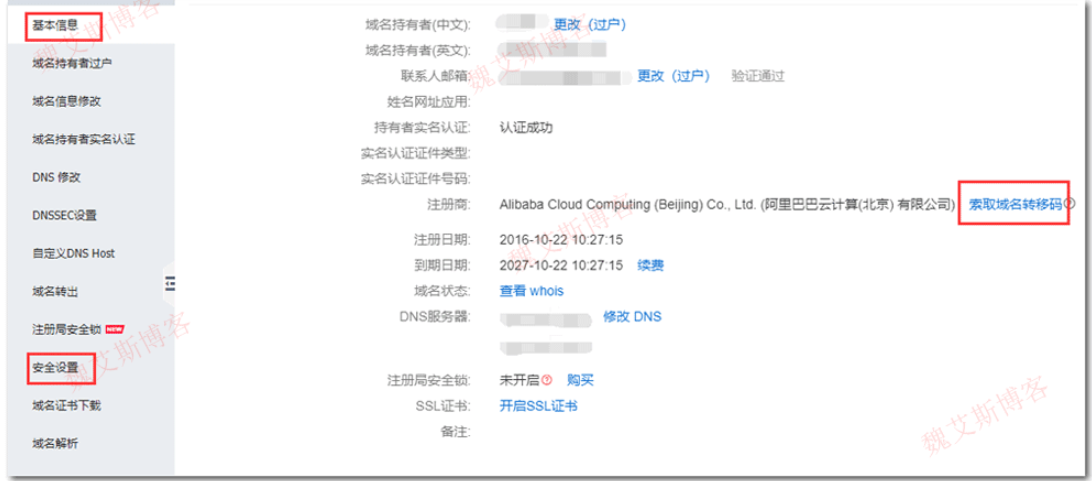 基本信息
域名持有者过户
域名信息修改
域名持有者实名认证
DNS 修改
DNSSEC设置
自定义DNS Host
域名转出
注册局安全锁 NEW
安全设置
域名证书下载
域名解析
域名持有者(中文): 更改（过户）
域名持有者(英文):
联系人邮箱: 更改（过户） 验证通过
姓名网址应用:
持有者实名认证: 认证成功
实名认证证件类型:
实名认证证件号码:
注册商: Alibaba Cloud Computing (Beijing) Co., Ltd. (阿里巴巴云计算(北京) 有限公司) 索取域名转移码
注册日期: 2016-10-22 10:27:15
到期日期: 2027-10-22 10:27:15 续费
域名状态: 查看 whois
DNS服务器: 修改 DNS
注册局安全锁: 未开启 购买
SSL证书: 开启SSL证书
备注:
魏艾斯博客
魏艾斯博客
魏艾斯博客
魏艾斯博客
魏艾斯博客